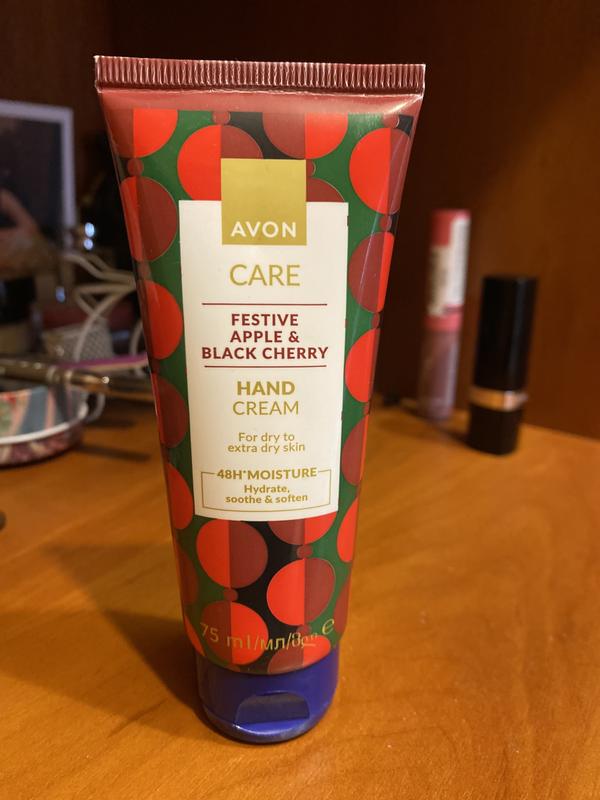 AVON
CARE
FESTIVE
APPLE &
BLACK CHERRY
HAND
CREAM
For dry to
extra dry skin
48H*MOISTURE
Hydrate,
soothe & soften
75 ml/мл/მლ e